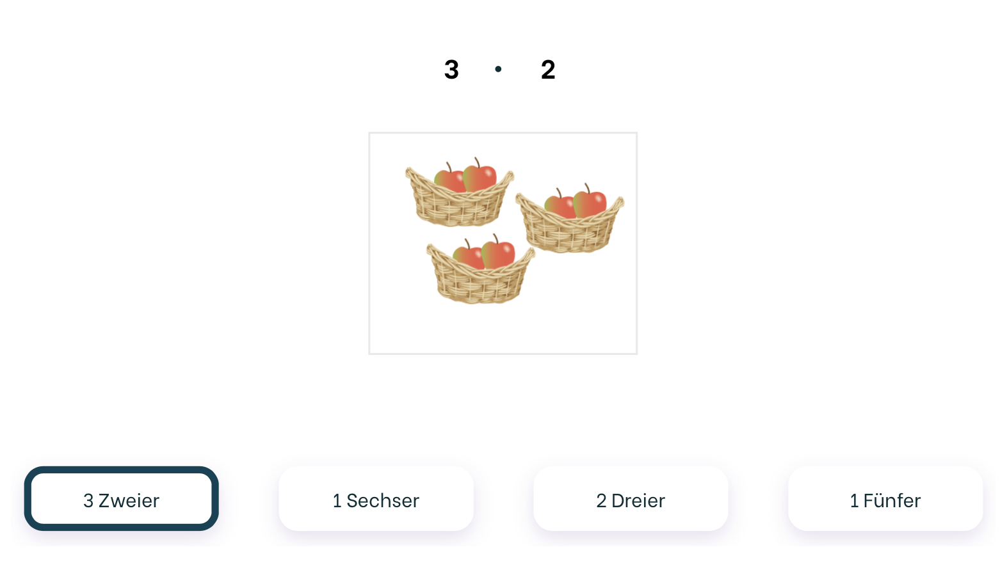 3 · 2
3 Zweier
1 Sechser
2 Dreier
1 Fünfer